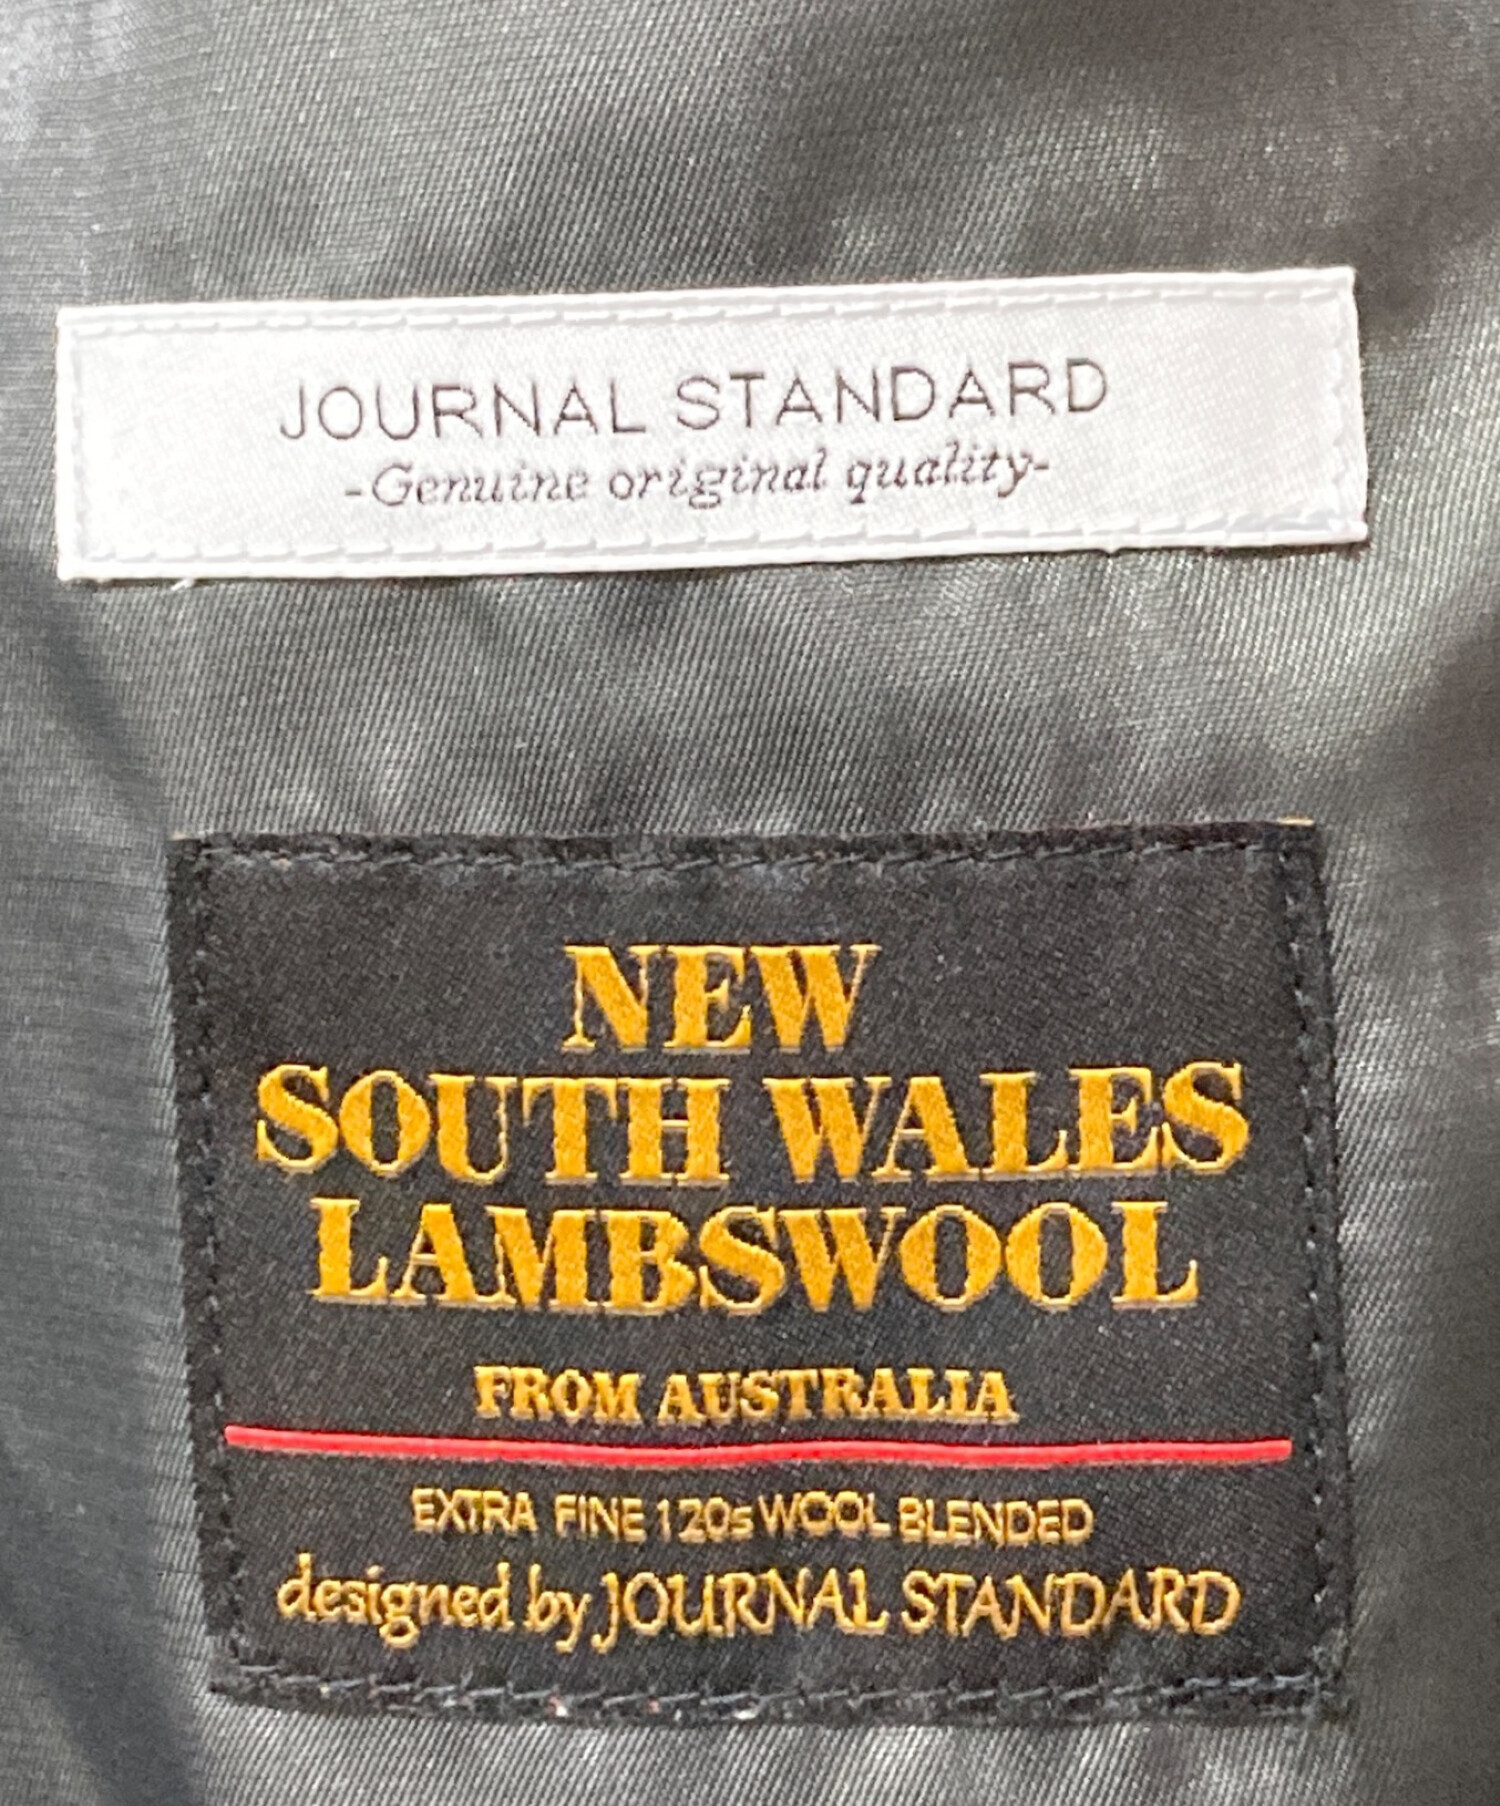 JOURNAL STANDARD
-Genuine original quality-
NEW
SOUTH WALES
LAMBSWOOL
FROM AUSTRALIA
EXTRA FINE 120s WOOL BLENDED
designed by JOURNAL STANDARD